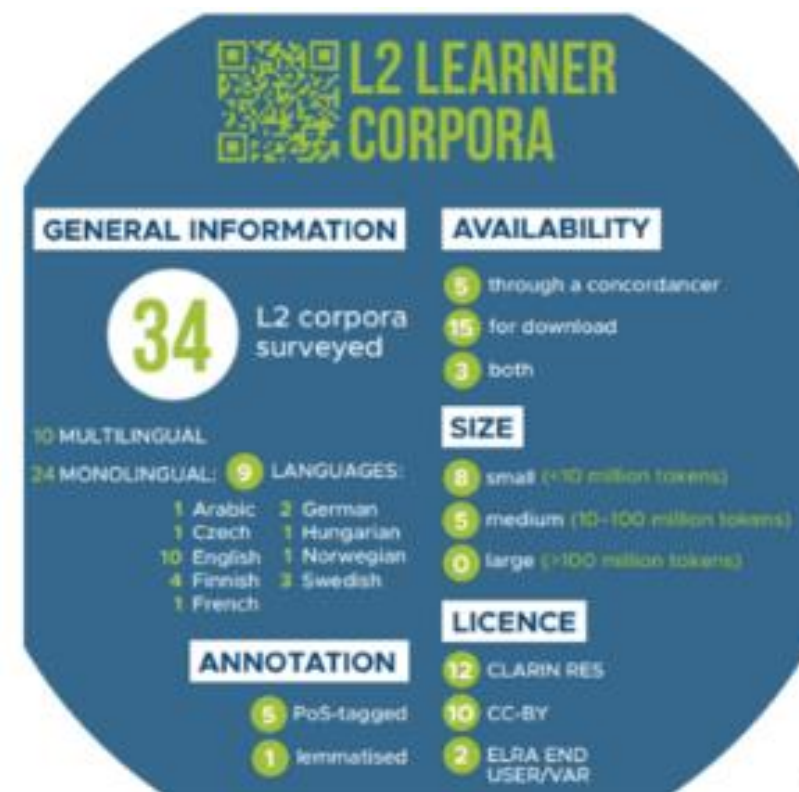 L2 LEARNER
CORPORA
GENERAL INFORMATION
34
L2 corpora
surveyed
10 MULTILINGUAL
24 MONOLINGUAL: 9 LANGUAGES:
1 Arabic
1 Czech
10 English
4 Finnish
1 French
2 German
1 Hungarian
1 Norwegian
3 Swedish
ANNOTATION
5 PoS-tagged
1 lemmatised
AVAILABILITY
5 through a concordancer
15 for download
3 both
SIZE
8 small (<10 million tokens)
5 medium (10-100 million tokens)
0 large (>100 million tokens)
LICENCE
12 CLARIN RES
10 CC-BY
2 ELRA END
USER/VAR